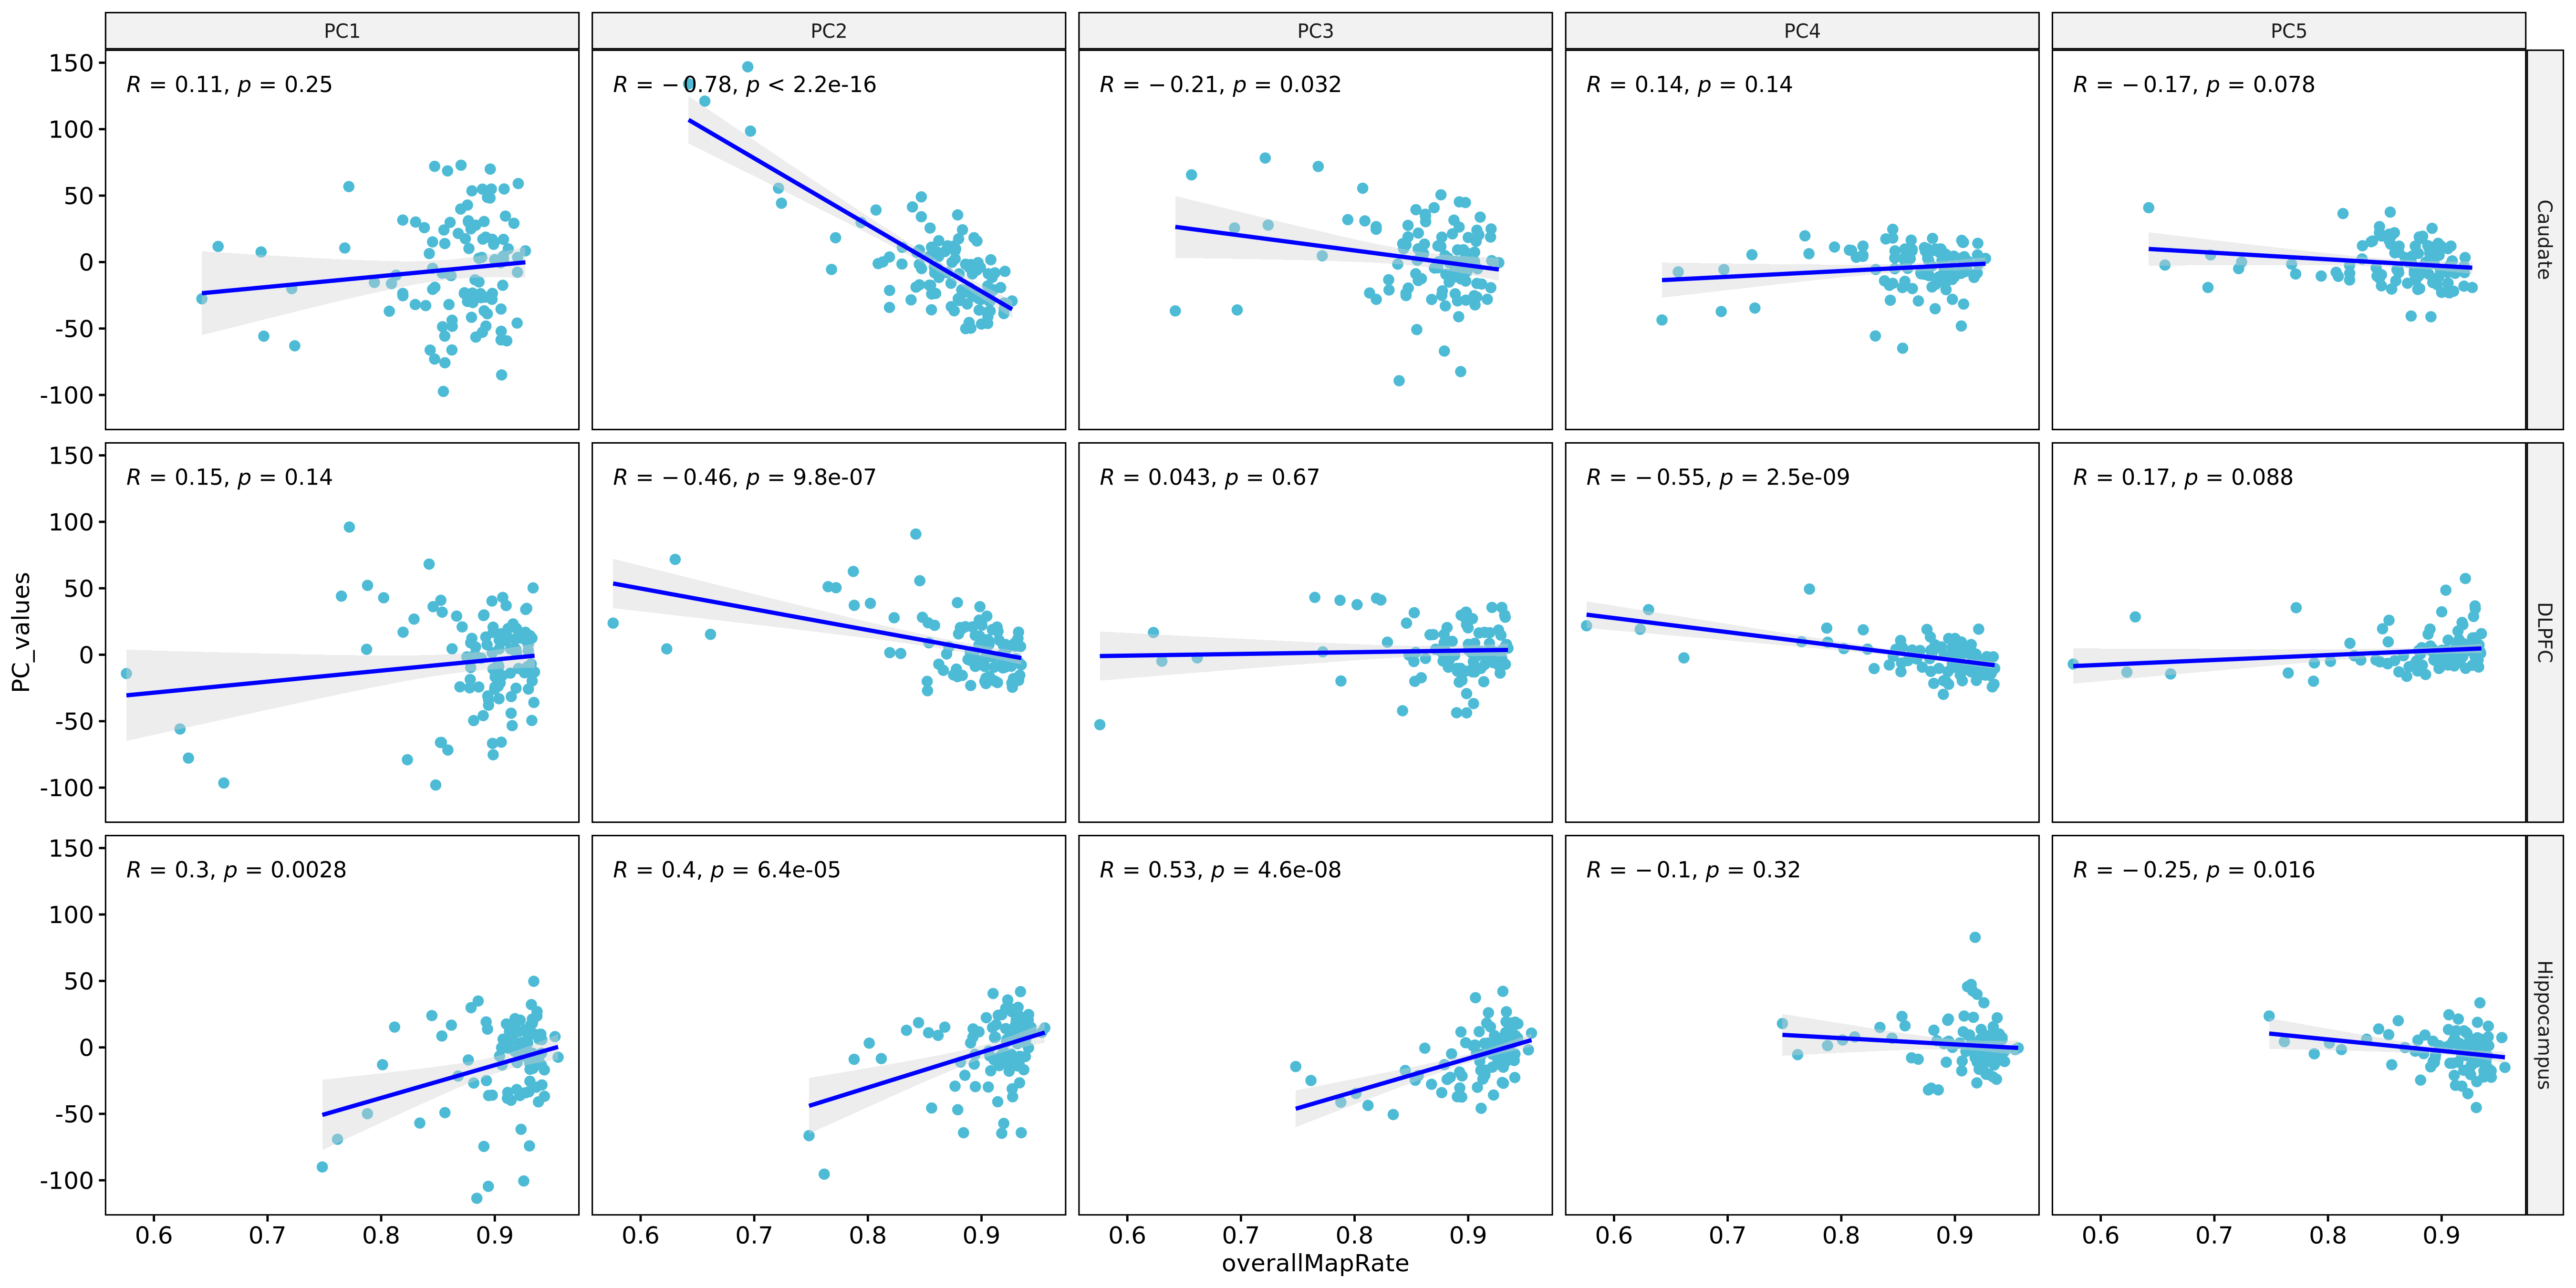 PC1 PC2 PC3 PC4 PC5
R = 0.11, p = 0.25
R = −0.78, p < 2.2e-16
R = −0.21, p = 0.032
R = 0.14, p = 0.14
R = −0.17, p = 0.078
150
100
50
0
-50
-100
Caudate
R = 0.15, p = 0.14
R = −0.46, p = 9.8e-07
R = 0.043, p = 0.67
R = −0.55, p = 2.5e-09
R = 0.17, p = 0.088
150
100
50
0
-50
-100
DLPFC
PC_values
R = 0.3, p = 0.0028
R = 0.4, p = 6.4e-05
R = 0.53, p = 4.6e-08
R = −0.1, p = 0.32
R = −0.25, p = 0.016
150
100
50
0
-50
-100
Hippocampus
0.6 0.7 0.8 0.9 0.6 0.7 0.8 0.9 0.6 0.7 0.8 0.9 0.6 0.7 0.8 0.9 0.6 0.7 0.8 0.9
overallMapRate